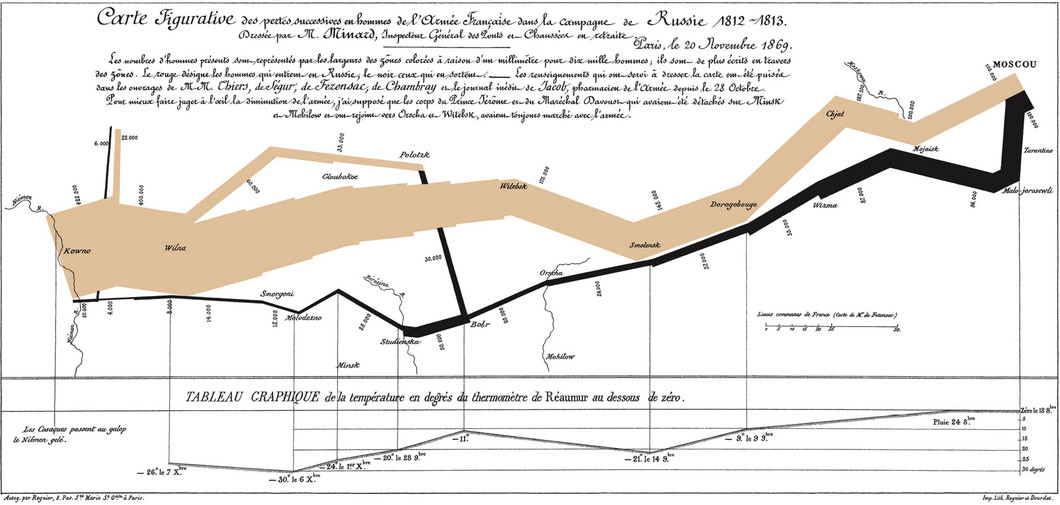 Carte Figurative des pertes successives en hommes de l'Armée Française dans la campagne de Russie 1812-1813.
Dressée par M. Minard, Inspecteur Général des Ponts et Chaussées en retraite
Paris, le 20 Novembre 1869.
Les nombres d'hommes présents sont représentés par les largeurs des zones colorées à raison d'un millimètre pour dix mille hommes; ils sont de plus écrits en travers
des zones. Le rouge désigne les hommes qui entrent en Russie, le noir ceux qui en sortent. — Les renseignements qui ont servi à dresser la carte ont été puisés
dans les ouvrages de M.M. Thiers, de Ségur, de Fezensac, de Chambray et le journal inédit de Jacob, pharmacien de l'Armée depuis le 28 Octobre.
Pour mieux faire juger à l'œil la diminution de l'armée, j'ai supposé que les corps du Prince Jérôme et du Maréchal Davoust qui avaient été détachés sur Minsk
et Mohilow et ont rejoint vers Orscha et Witebsk, avaient toujours marché avec l'armée.
MOSCOU
100.000
100.000
Moskowa R.
127.100
100.000
Chjat
Mojaisk
Tarantino
Malo-jarosewli
96.000
87.000
Wizma
55.000
Dorogobouge
145.000
37.000
Smolensk
24.000
Orscha
Mohilow
175.000
Witebsk
20.000
Bobr
50.000
30.000
Polotzk
33.000
Gloubokoe
60.000
Studienska
Bérézina R.
28.000
Minsk
Molodezno
12.000
Smorgoni
14.000
8.000
4.000
10.000
Wilna
400.000
422.000
22.000
6.000
Kowno
Niémen R.
Niémen R.
Lieues communes de France (Carte de M. de Fezensac)
0 5 10 15 20 25 50
TABLEAU GRAPHIQUE de la température en degrés du thermomètre de Réaumur au dessous de zéro.
Les Cosaques passent au galop
le Niémen gelé.
— 26.° le 7 X.bre
— 30.° le 6 X.bre
— 24. le 1.er X.bre
— 20.° le 28 9.bre
— 11.°
— 21. le 14 9.bre
— 9.° le 9 9.bre
Pluie 24 8.bre
Zéro le 18 8.bre
5
10
15
20
25
30 degrés
Autog. par Regnier, 8. Pas. S.te Marie S.t G.ain à Paris.
Imp. Lith. Regnier et Dourdet.